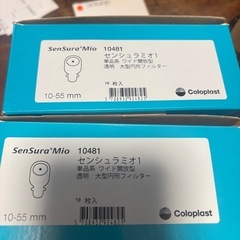 SenSura® Mio 10481
センシュラミオ1
単品系 ワイド開放型
透明 大型円形フィルター
10-55 mm
10 枚入
Coloplast
SenSura® Mio 10481
センシュラミオ1
単品系 ワイド開放型
透明 大型円形フィルター
10-55 mm
10 枚入
Coloplast